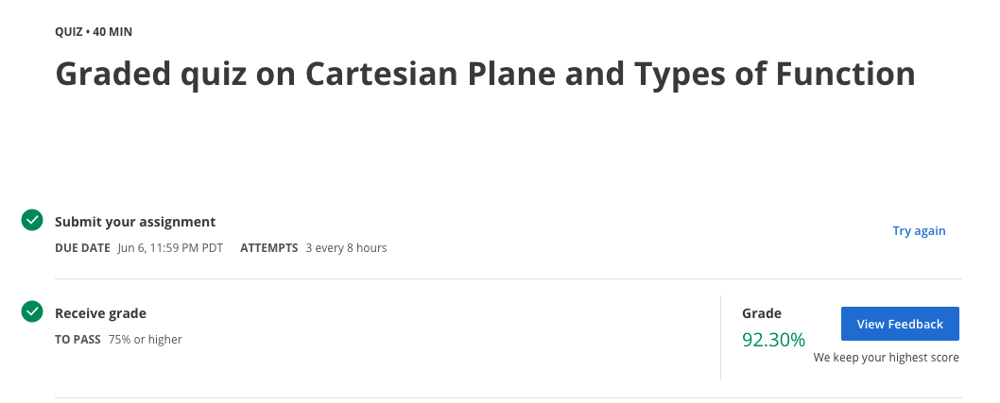 QUIZ • 40 MIN
Graded quiz on Cartesian Plane and Types of Function
Submit your assignment
Try again
DUE DATE Jun 6, 11:59 PM PDT ATTEMPTS 3 every 8 hours
Receive grade
TO PASS 75% or higher
Grade
92.30%
View Feedback
We keep your highest score